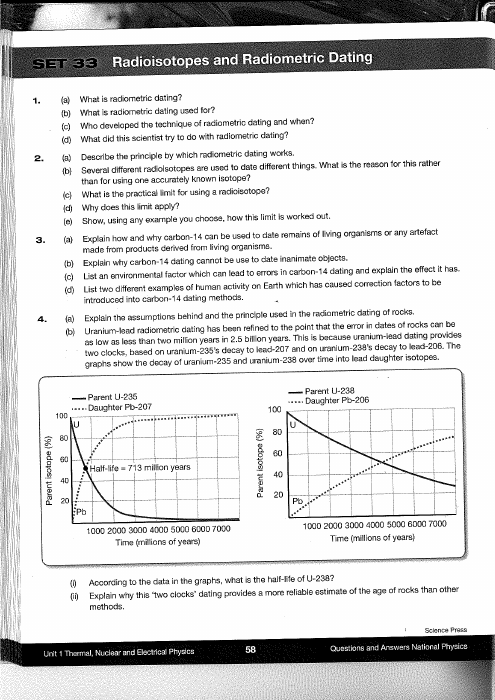 SET 33 Radioisotopes and Radiometric Dating
1. (a) What is radiometric dating?
(b) What is radiometric dating used for?
(c) Who developed the technique of radiometric dating and when?
(d) What did this scientist try to do with radiometric dating?
2. (a) Describe the principle by which radiometric dating works.
(b) Several different radioisotopes are used to date different things. What is the reason for this rather
than for using one accurately known isotope?
(c) What is the practical limit for using a radioisotope?
(d) Why does this limit apply?
(e) Show, using any example you choose, how this limit is worked out.
3. (a) Explain how and why carbon-14 can be used to date remains of living organisms or any artefact
made from products derived from living organisms.
(b) Explain why carbon-14 dating cannot be use to date inanimate objects.
(c) List an environmental factor which can lead to errors in carbon-14 dating and explain the effect it has.
(d) List two different examples of human activity on Earth which has caused correction factors to be
introduced into carbon-14 dating methods.
4. (a) Explain the assumptions behind and the principle used in the radiometric dating of rocks.
(b) Uranium-lead radiometric dating has been refined to the point that the error in dates of rocks can be
as low as less than two million years in 2.5 billion years. This is because uranium-lead dating provides
two clocks, based on uranium-235's decay to lead-207 and on uranium-238's decay to lead-206. The
graphs show the decay of uranium-235 and uranium-238 over time into lead daughter isotopes.
Parent U-235
Daughter Pb-207
100
80
60
40
20
U
Half-life = 713 million years
Pb
Parent isotope (%)
1000 2000 3000 4000 5000 6000 7000
Time (millions of years)
Parent U-238
Daughter Pb-206
100
80
60
40
20
U
Pb
Parent isotope (%)
1000 2000 3000 4000 5000 6000 7000
Time (millions of years)
(i) According to the data in the graphs, what is the half-life of U-238?
(ii) Explain why this 'two clocks' dating provides a more reliable estimate of the age of rocks than other
methods.
Science Press
Unit 1 Thermal, Nuclear and Electrical Physics 58 Questions and Answers National Physics